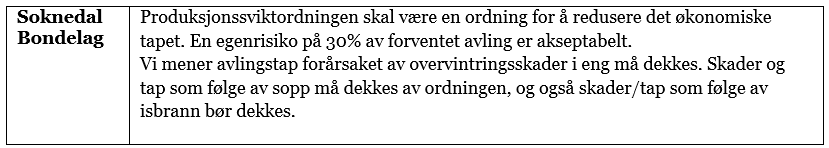 Soknedal
Bondelag
Produksjonssviktordningen skal være en ordning for å redusere det økonomiske
tapet. En egenrisiko på 30% av forventet avling er akseptabelt.
Vi mener avlingstap forårsaket av overvintringsskader i eng må dekkes. Skader og
tap som følge av sopp må dekkes av ordningen, og også skader/tap som følge av
isbrann bør dekkes.